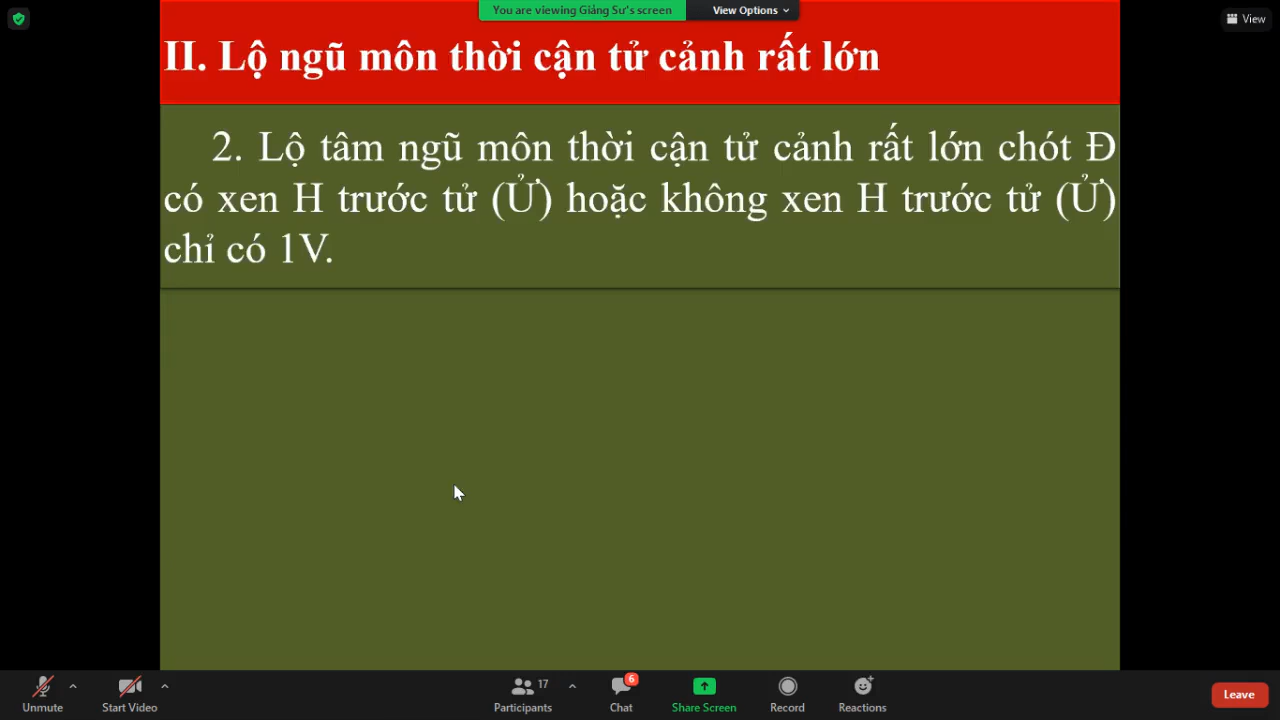 You are viewing Giảng Sư's screen
View Options
View
II. Lộ ngũ môn thời cận tử cảnh rất lớn
2. Lộ tâm ngũ môn thời cận tử cảnh rất lớn chót Đ
có xen H trước tử (Ử) hoặc không xen H trước tử (Ử)
chỉ có 1V.
Unmute
Start Video
17
Participants
6
Chat
Share Screen
Record
Reactions
Leave